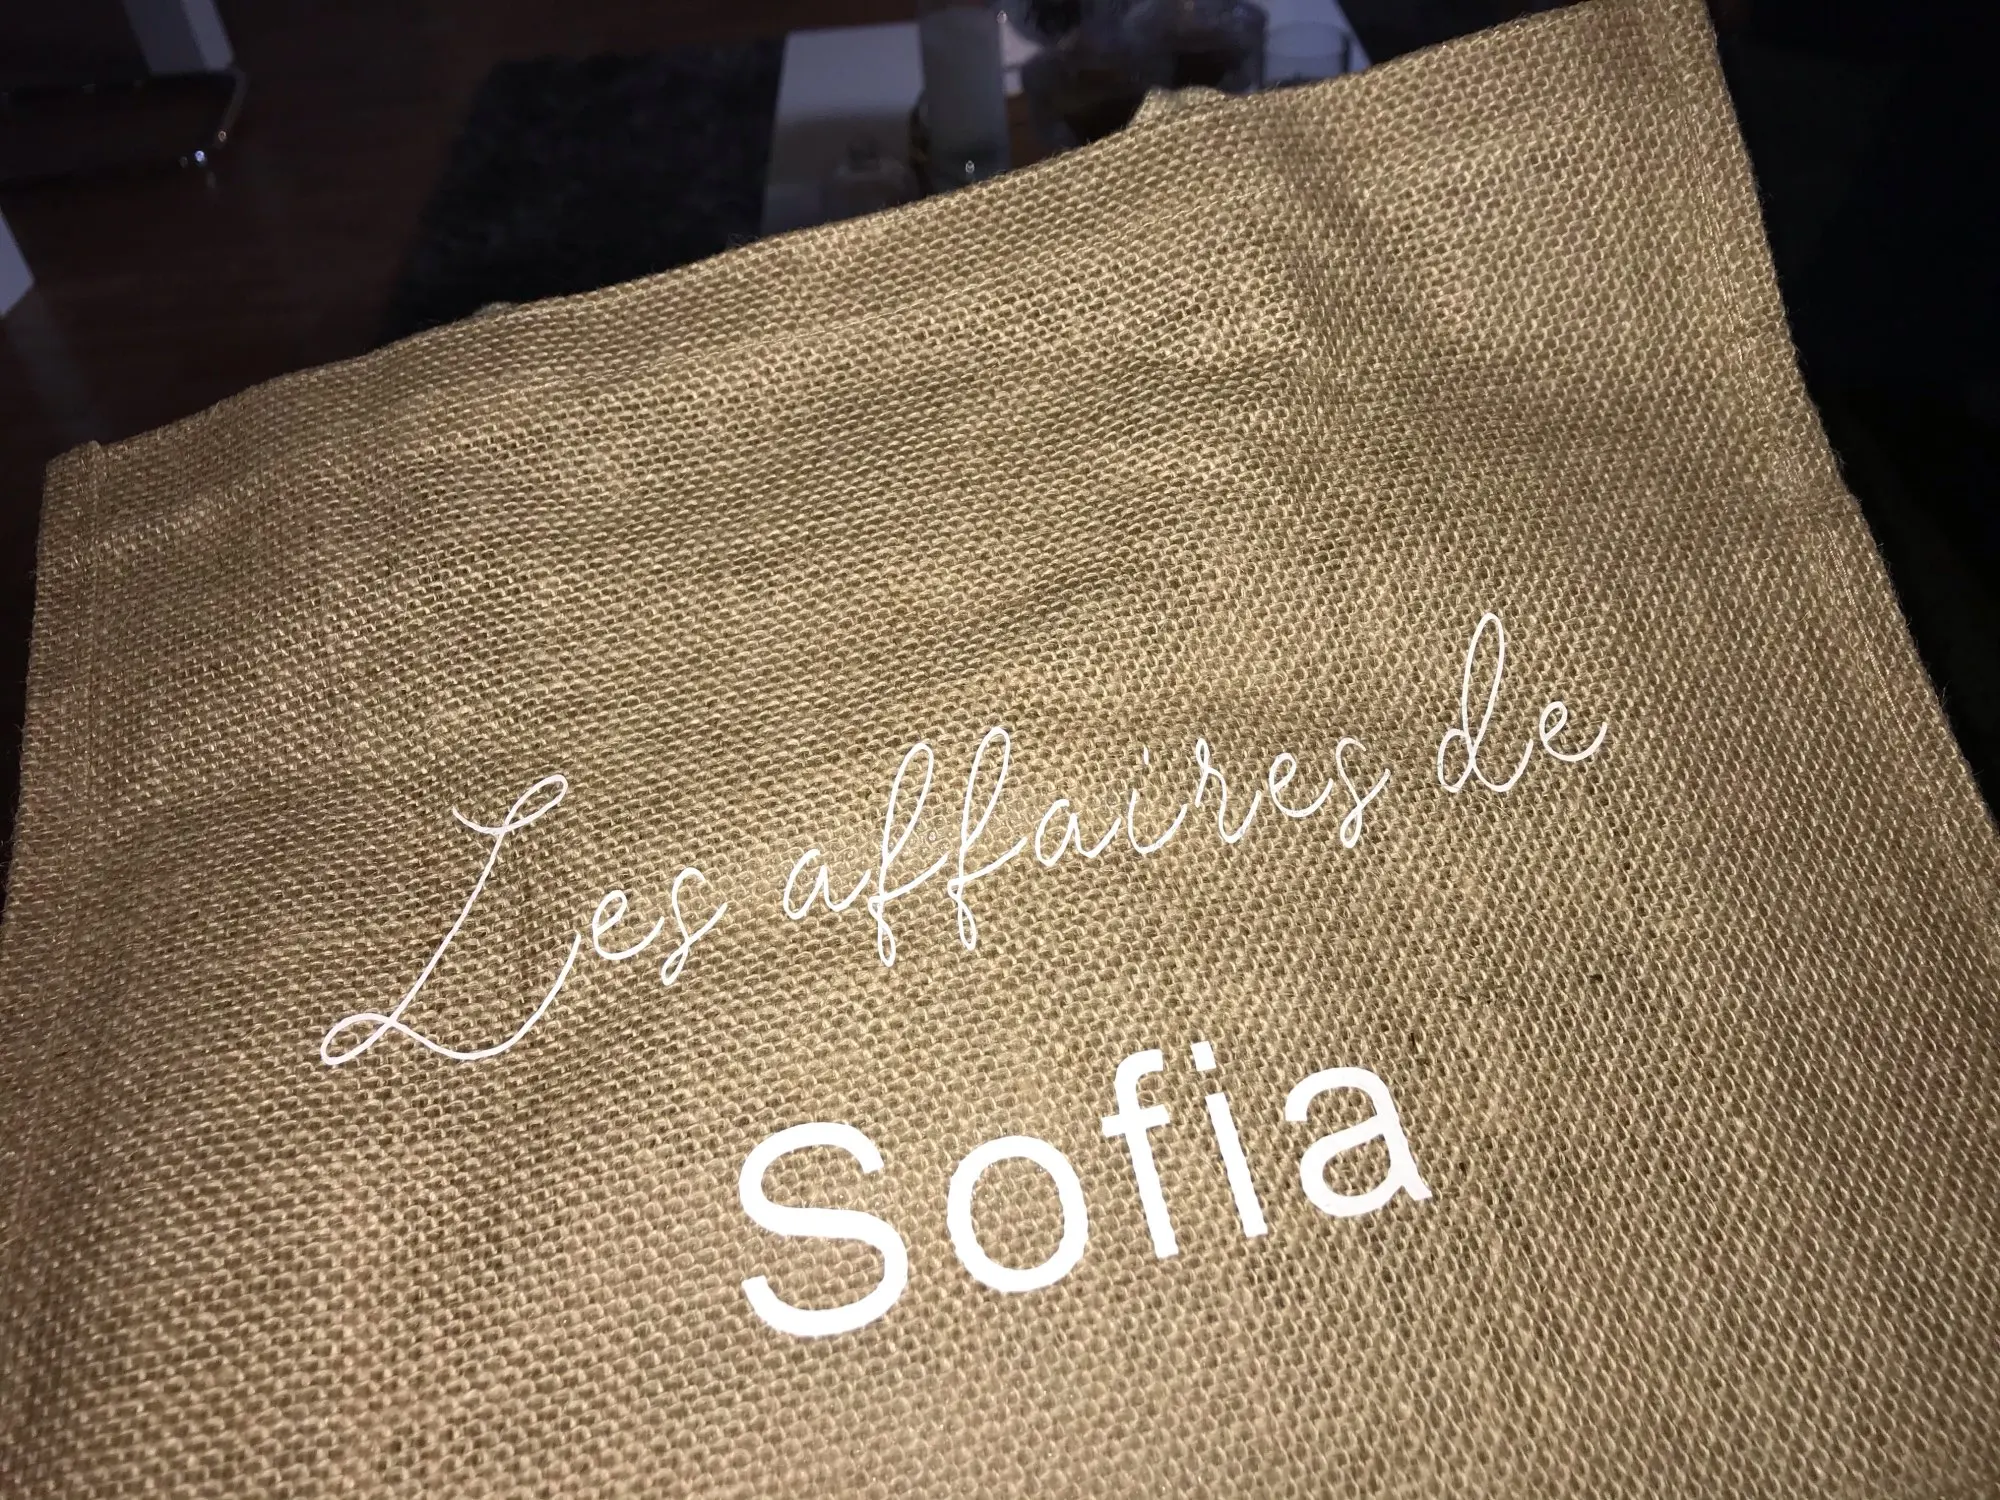 Les affaires de
Sofia